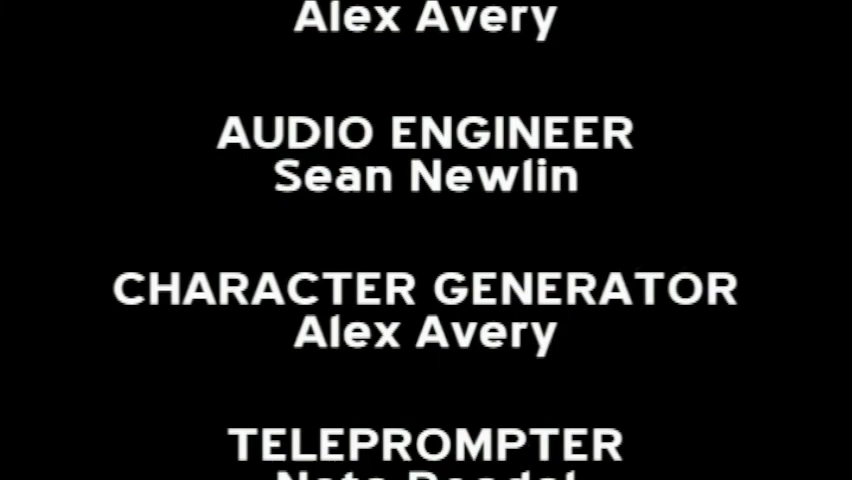 Alex Avery
AUDIO ENGINEER
Sean Newlin
CHARACTER GENERATOR
Alex Avery
TELEPROMPTER